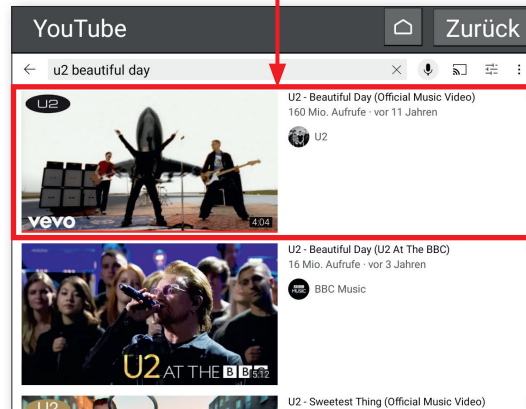 YouTube
Zurück
u2 beautiful day
U2
vevo
4:04
U2 - Beautiful Day (Official Music Video)
160 Mio. Aufrufe · vor 11 Jahren
U2
U2 AT THE BBC
5:12
U2 - Beautiful Day (U2 At The BBC)
16 Mio. Aufrufe · vor 3 Jahren
BBC Music
U2
U2 - Sweetest Thing (Official Music Video)